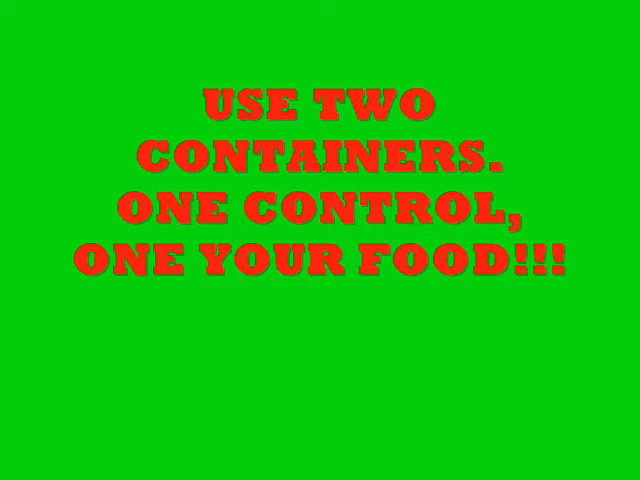 USE TWO
CONTAINERS.
ONE CONTROL,
ONE YOUR FOOD!!!